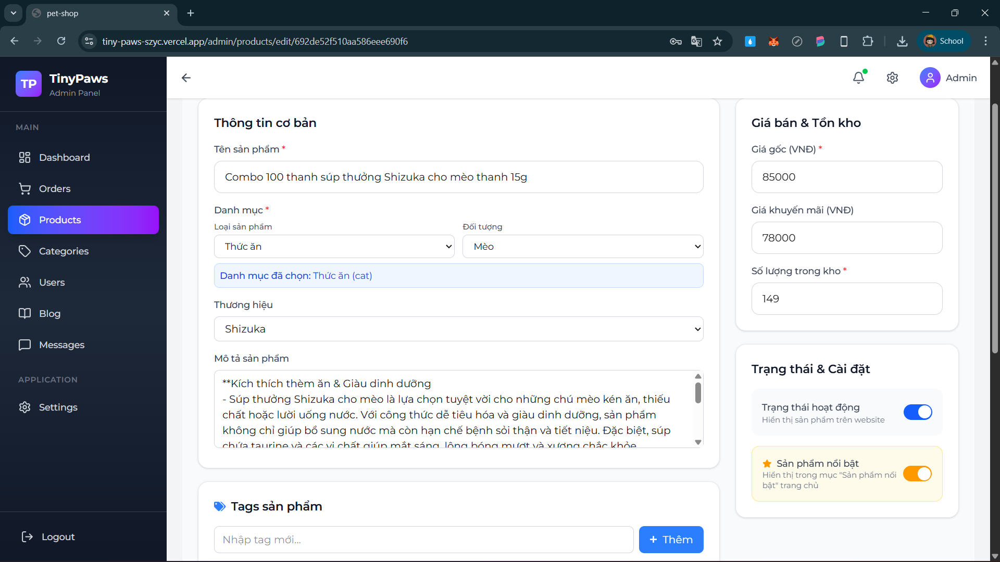 pet-shop
tiny-paws-szyc.vercel.app/admin/products/edit/692de52f510aa586eee690f6
School
TP
TinyPaws
Admin Panel
Admin
MAIN
Dashboard
Orders
Products
Categories
Users
Blog
Messages
APPLICATION
Settings
Logout
Thông tin cơ bản
Tên sản phẩm *
Combo 100 thanh súp thưởng Shizuka cho mèo thanh 15g
Danh mục *
Loại sản phẩm
Đối tượng
Thức ăn
Mèo
Danh mục đã chọn: Thức ăn (cat)
Thương hiệu
Shizuka
Mô tả sản phẩm
**Kích thích thèm ăn & Giàu dinh dưỡng
- Súp thưởng Shizuka cho mèo là lựa chọn tuyệt vời cho những chú mèo kén ăn, thiếu
chất hoặc lười uống nước. Với công thức dễ tiêu hóa và giàu dinh dưỡng, sản phẩm
không chỉ giúp bổ sung nước mà còn hạn chế bệnh sỏi thận và tiết niệu. Đặc biệt, súp
chứa taurine và các vi chất giúp mắt sáng, lông bóng mượt và xương chắc khỏe.
Tags sản phẩm
Nhập tag mới...
+ Thêm
Giá bán & Tồn kho
Giá gốc (VNĐ) *
85000
Giá khuyến mãi (VNĐ)
78000
Số lượng trong kho *
149
Trạng thái & Cài đặt
Trạng thái hoạt động
Hiển thị sản phẩm trên website
Sản phẩm nổi bật
Hiển thị trong mục "Sản phẩm nổi
bật" trang chủ